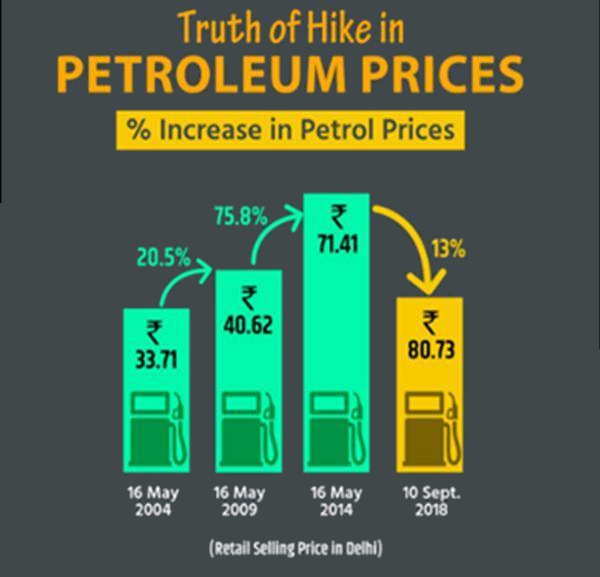 Truth of Hike in
PETROLEUM PRICES
% Increase in Petrol Prices
75.8%
20.5%
13%
₹
71.41
₹
40.62
₹
33.71
₹
80.73
16 May
2004
16 May
2009
16 May
2014
10 Sept.
2018
(Retail Selling Price in Delhi)